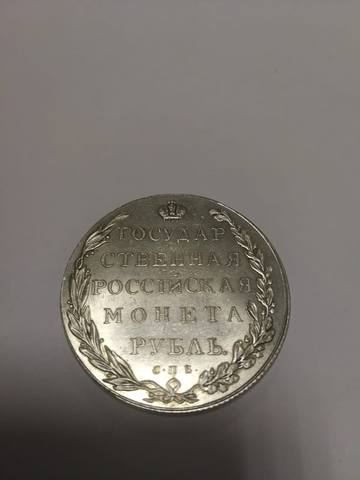 ГОСУДАР
СТВЕННАЯ
РОССІЙСКАЯ
МОНЕТА
РУБЛЬ.
С·П·Б·